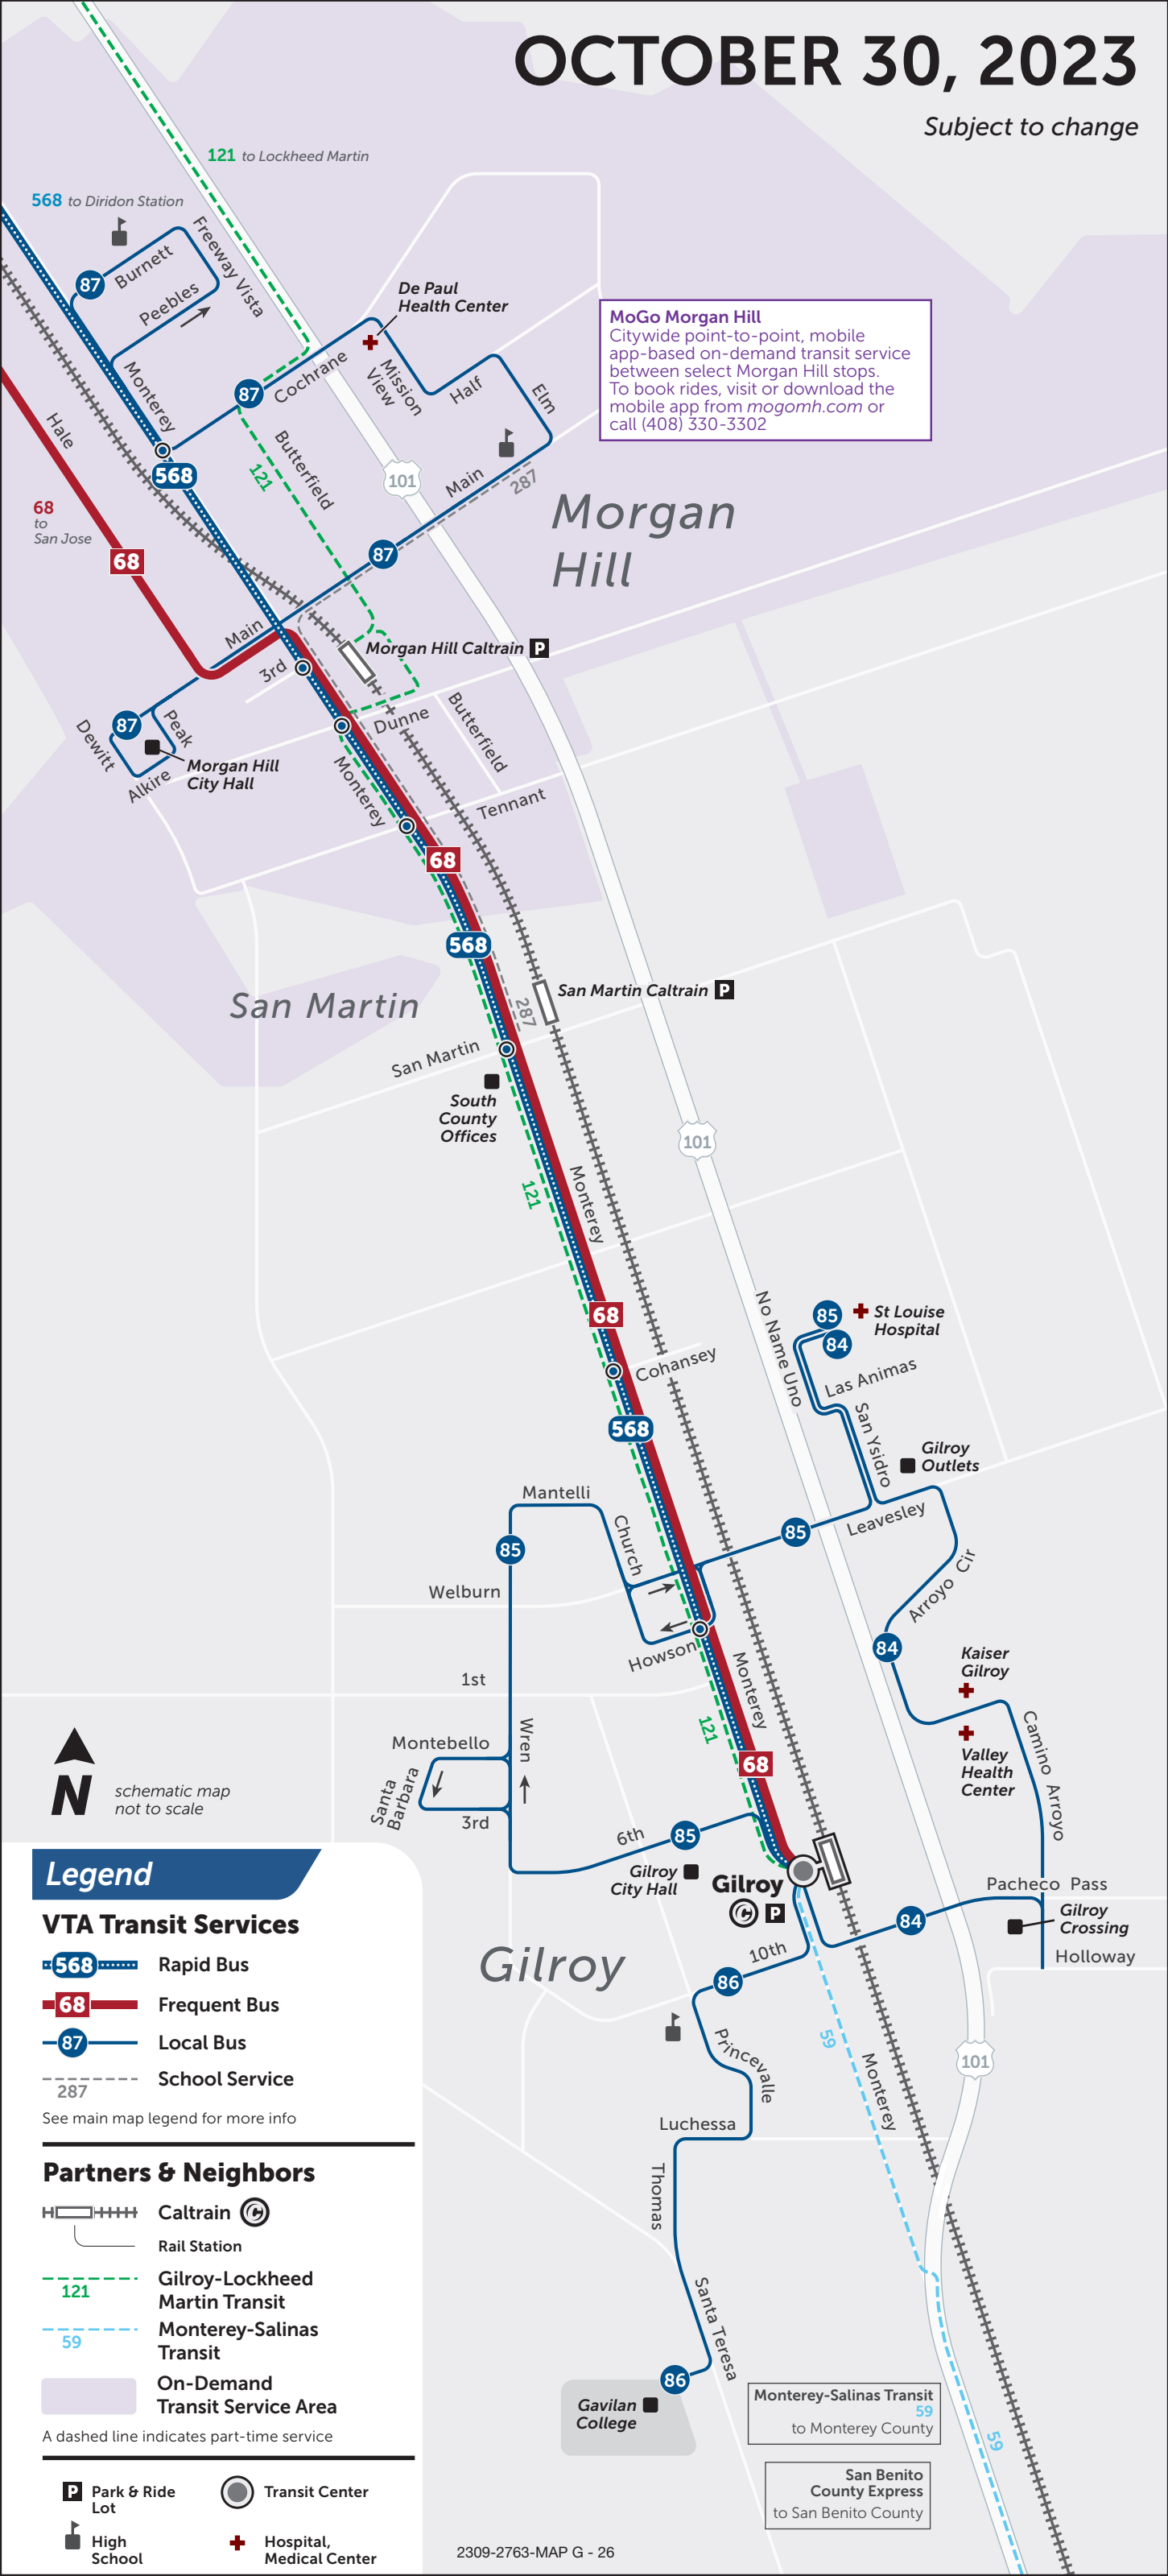 OCTOBER 30, 2023
Subject to change
121 to Lockheed Martin
568 to Diridon Station
Freeway Vista
87
Burnett
Peebles
De Paul
Health Center
MoGo Morgan Hill
Citywide point-to-point, mobile
app-based on-demand transit service
between select Morgan Hill stops.
To book rides, visit or download the
mobile app from mogomh.com or
call (408) 330-3302
Monterey
87
Cochrane
Mission
View
Half
Elm
Hale
568
121
Butterfield
101
Main
287
Morgan
Hill
68
to
San Jose
68
87
Main
3rd
Morgan Hill Caltrain P
Dewitt
87
Peak
Morgan Hill
City Hall
Alkire
Dunne
Butterfield
Monterey
Tennant
68
568
San Martin
287
San Martin Caltrain P
San Martin
South
County
Offices
101
121
Monterey
68
No Name Uno
85
St Louise
Hospital
84
Cohansey
Las Animas
568
San Ysidro
Gilroy
Outlets
Mantelli
85
Church
85
Leavesley
Arroyo Cir
Welburn
Howson
84
Kaiser
Gilroy
1st
Monterey
121
Wren
Montebello
68
Valley
Health
Center
Camino Arroyo
N
schematic map
not to scale
Santa
Barbara
3rd
6th
85
Gilroy
City Hall
Gilroy
P
Pacheco Pass
84
Gilroy
Crossing
Holloway
Gilroy
10th
86
59
Princevalle
Monterey
101
Luchessa
Thomas
Santa Teresa
86
Gavilan
College
Monterey-Salinas Transit
59
to Monterey County
59
San Benito
County Express
to San Benito County
Legend
VTA Transit Services
568 Rapid Bus
68 Frequent Bus
87 Local Bus
287 School Service
See main map legend for more info
Partners & Neighbors
Caltrain C
Rail Station
121 Gilroy-Lockheed
Martin Transit
59 Monterey-Salinas
Transit
On-Demand
Transit Service Area
A dashed line indicates part-time service
P Park & Ride
Lot
Transit Center
High
School
Hospital,
Medical Center
2309-2763-MAP G - 26